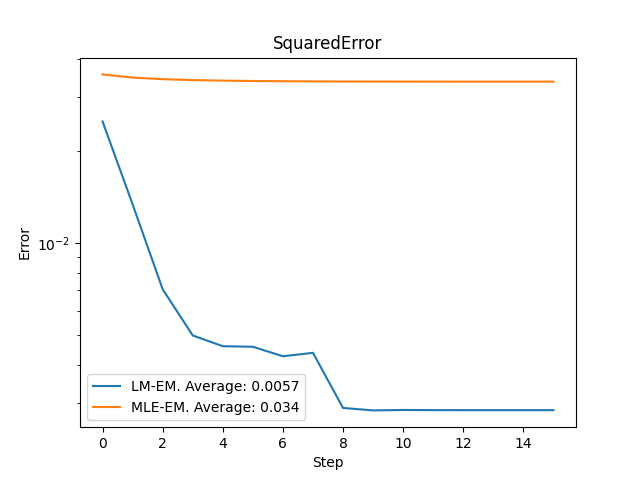 SquaredError
Error
10⁻²
LM-EM. Average: 0.0057
MLE-EM. Average: 0.034
0 2 4 6 8 10 12 14
Step